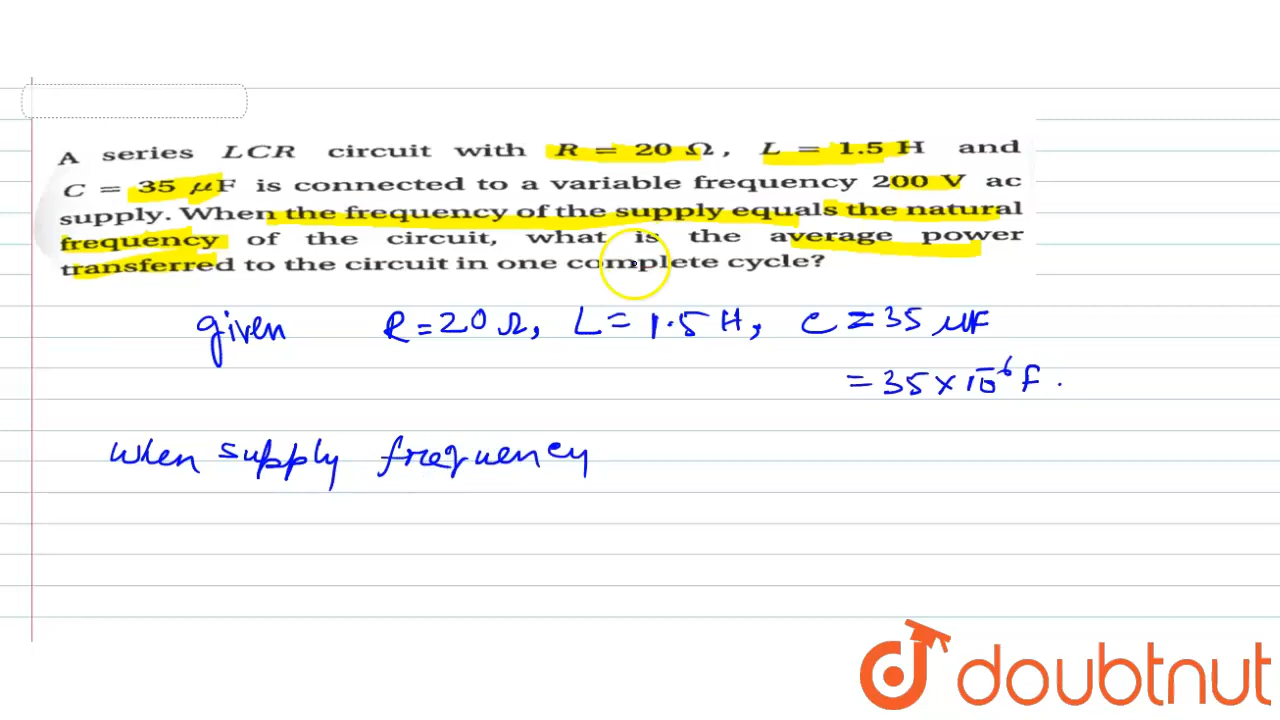 A series LCR circuit with R = 20 Ω, L = 1.5 H and
C = 35 μF is connected to a variable frequency 200 V ac
supply. When the frequency of the supply equals the natural
frequency of the circuit, what is the average power
transferred to the circuit in one complete cycle?
given R = 20 Ω, L = 1.5 H, C = 35 μF
= 35 × 10⁻⁶ F.
when supply frequency
doubtnut